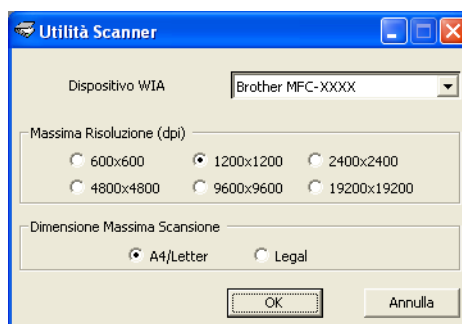 Utilità Scanner
Dispositivo WIA Brother MFC-XXXX
Massima Risoluzione (dpi)
600x600 1200x1200 2400x2400
4800x4800 9600x9600 19200x19200
Dimensione Massima Scansione
A4/Letter Legal
OK Annulla